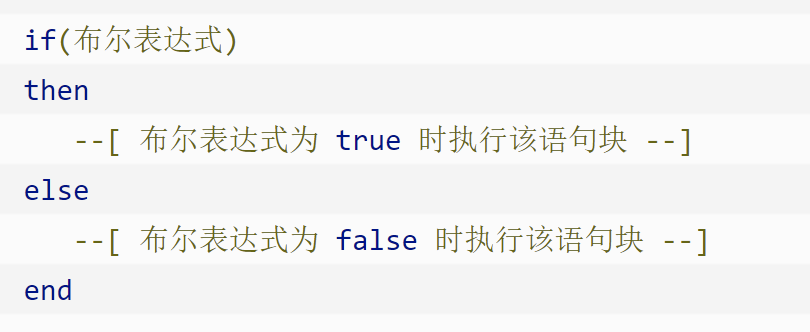 if(布尔表达式)
then
   --[ 布尔表达式为 true 时执行该语句块 --]
else
   --[ 布尔表达式为 false 时执行该语句块 --]
end